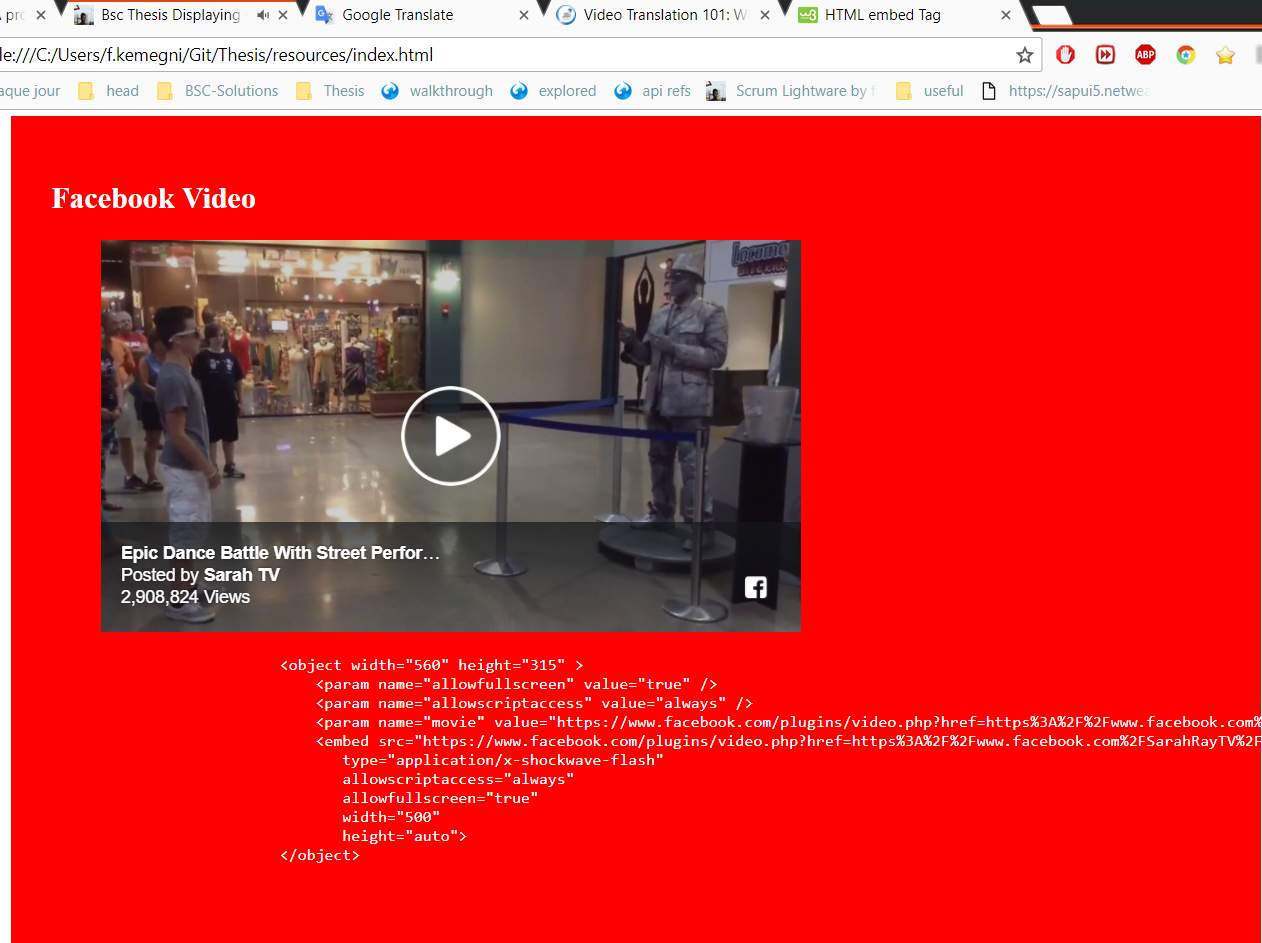 Bsc Thesis Displaying
Google Translate
Video Translation 101: W
HTML embed Tag
le:///C:/Users/f.kemegni/Git/Thesis/resources/index.html
ABP
aque jour
head
BSC-Solutions
Thesis
walkthrough
explored
api refs
Scrum Lightware by f
useful
https://sapui5.netwea
Facebook Video
Epic Dance Battle With Street Perfor…
Posted by Sarah TV
2,908,824 Views
<object width="560" height="315" >
<param name="allowfullscreen" value="true" />
<param name="allowscriptaccess" value="always" />
<param name="movie" value="https://www.facebook.com/plugins/video.php?href=https%3A%2F%2Fwww.facebook.com%
<embed src="https://www.facebook.com/plugins/video.php?href=https%3A%2F%2Fwww.facebook.com%2FSarahRayTV%2F
type="application/x-shockwave-flash"
allowscriptaccess="always"
allowfullscreen="true"
width="500"
height="auto">
</object>